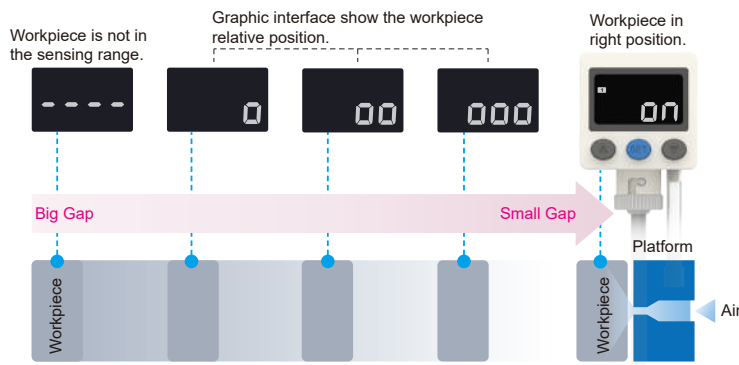 Graphic interface show the workpiece
relative position.
Workpiece is not in
the sensing range.
Workpiece in
right position.
- - - -
0
00
000
1
on
SET
Big Gap
Small Gap
Platform
Workpiece
Workpiece
Air